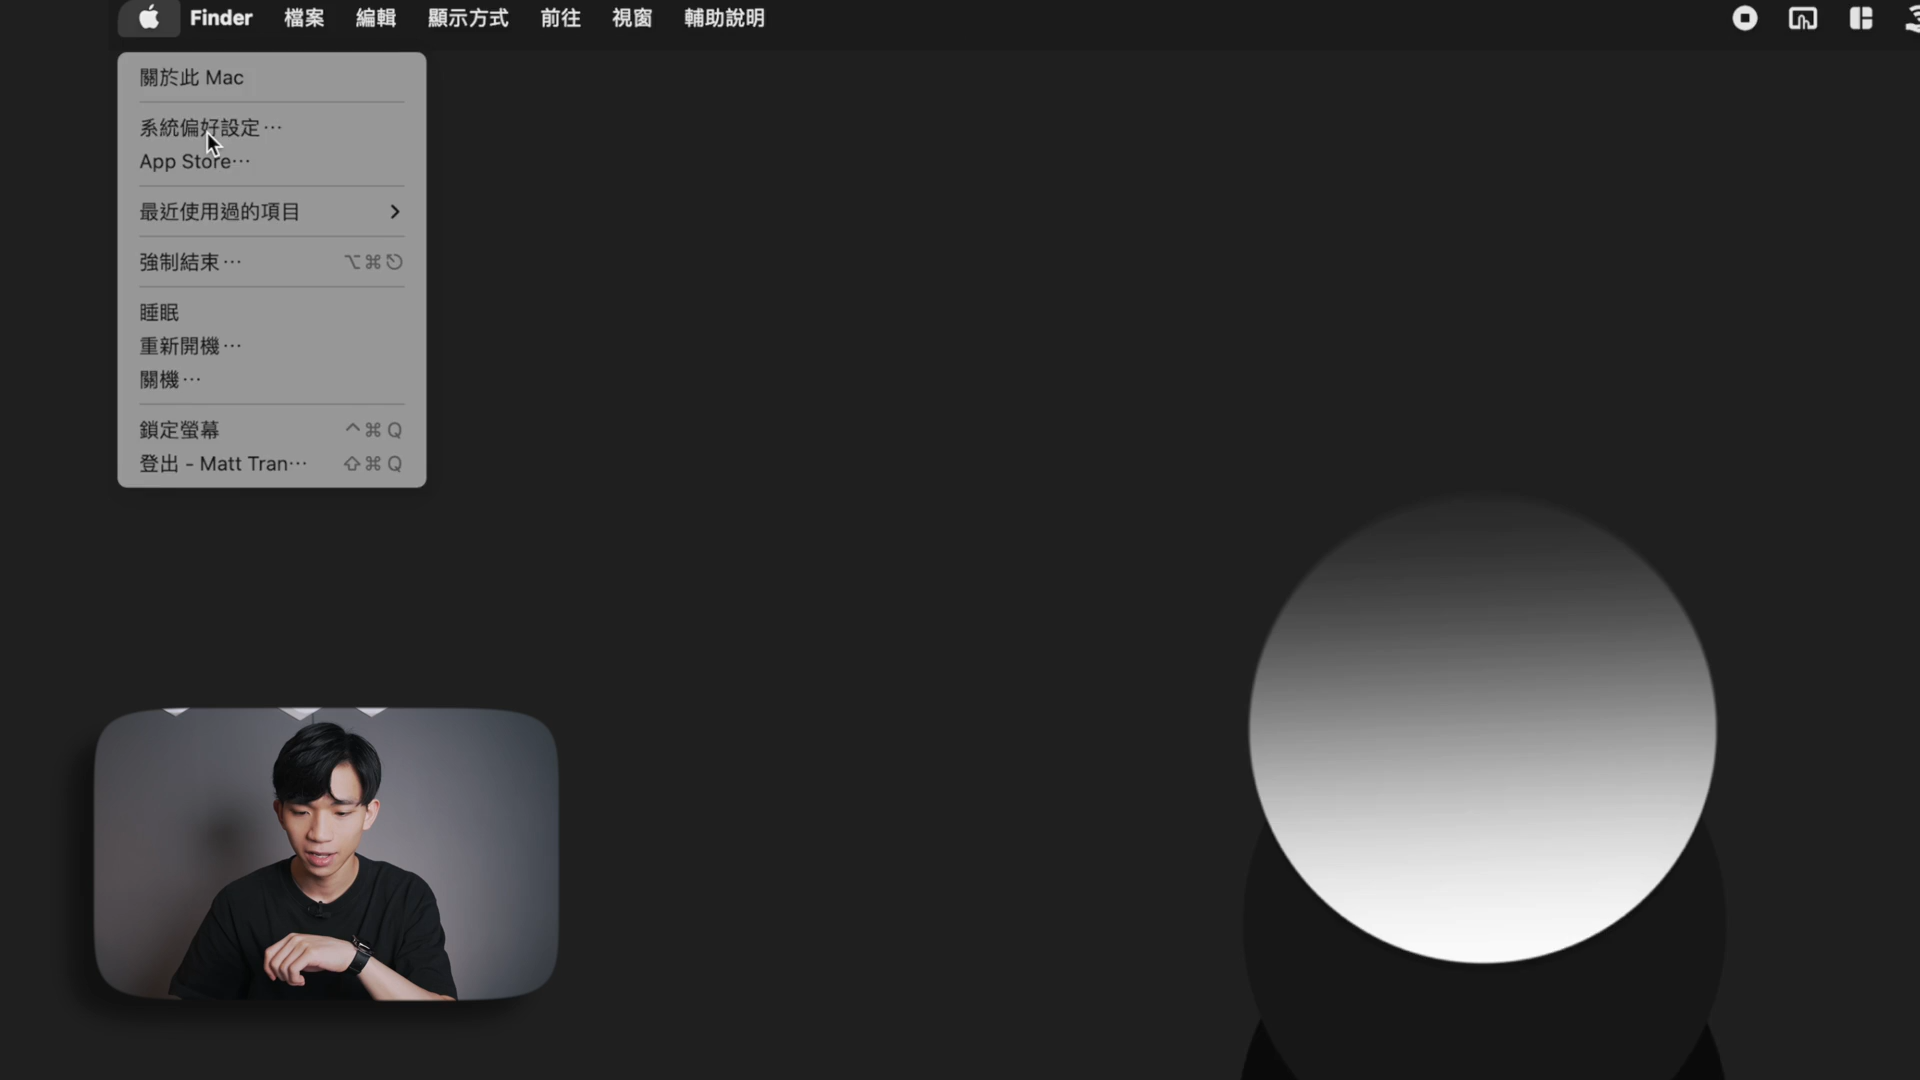 Finder 檔案 編輯 顯示方式 前往 視窗 輔助說明
關於此 Mac
系統偏好設定…
App Store…
最近使用過的項目
強制結束… ⌥⌘⎋
睡眠
重新開機…
關機…
鎖定螢幕 ^⌘Q
登出 - Matt Tran… ⇧⌘Q